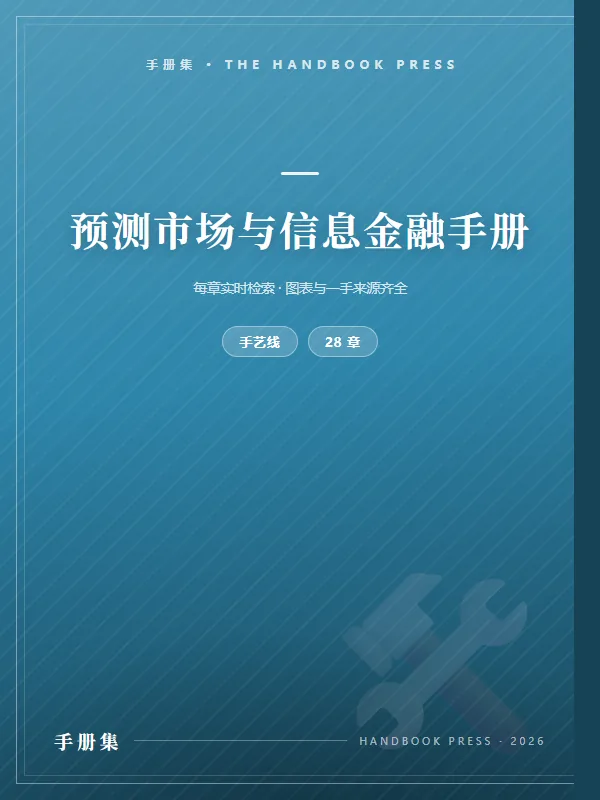 手册集 • THE HANDBOOK PRESS
预测市场与信息金融手册
每章实时检索 · 图表与一手来源齐全
手艺线 28 章
手册集 HANDBOOK PRESS · 2026